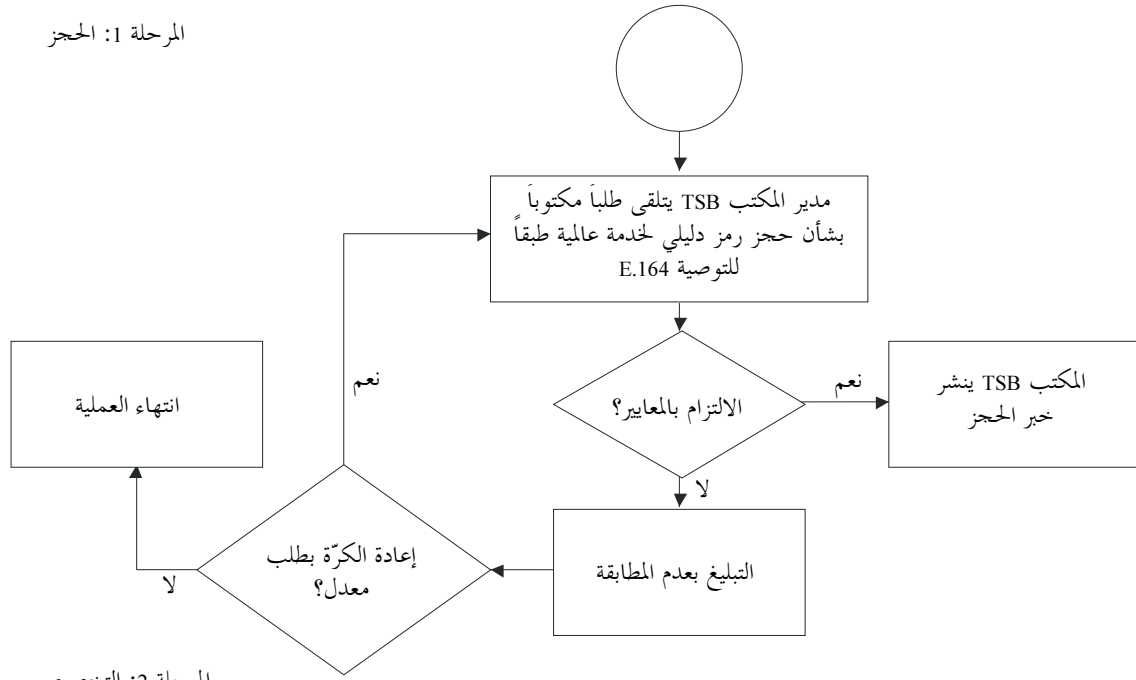 المرحلة 1: الحجز
مدير المكتب TSB يتلقى طلباً مكتوباً
بشأن حجز رمز دليلي لخدمة عالمية طبقاً
للتوصية E.164
الالتزام بالمعايير؟
نعم
المكتب TSB ينشر
خبر الحجز
لا
التبليغ بعدم المطابقة
إعادة الكرّة بطلب
معدل؟
نعم
لا
انتهاء العملية